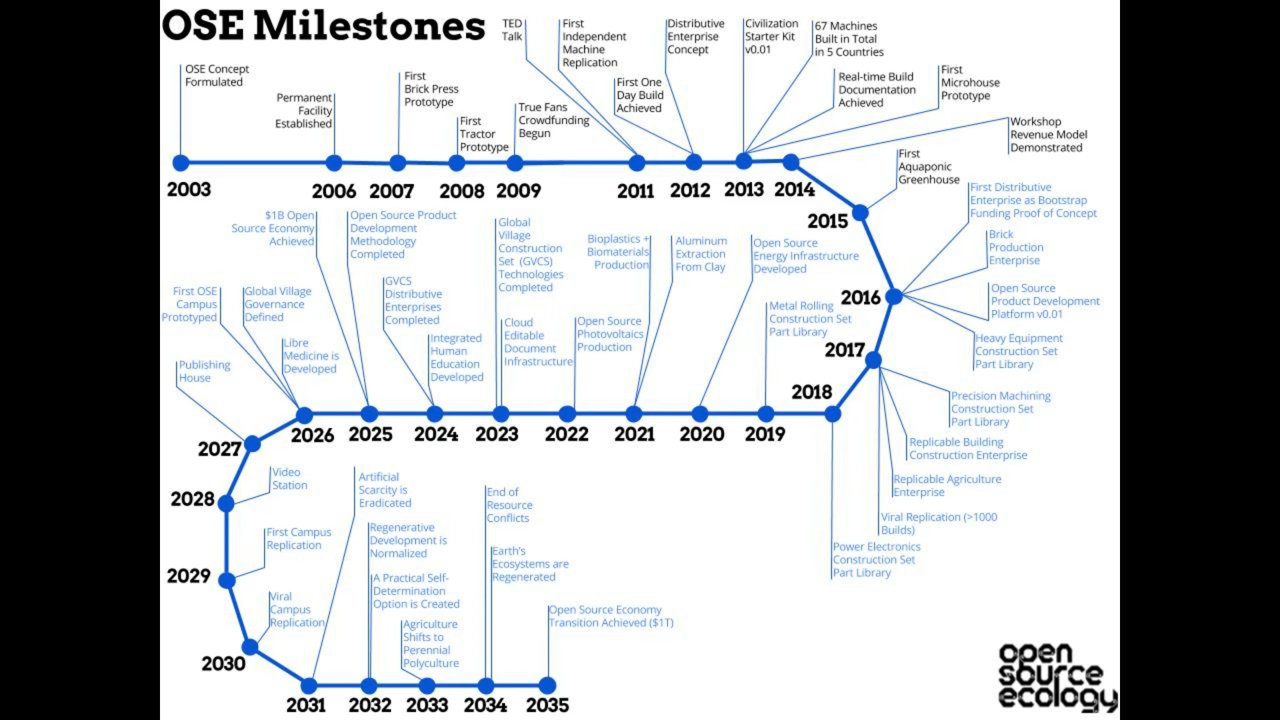 OSE Milestones
OSE Concept
Formulated
Permanent
Facility
Established
First
Brick Press
Prototype
First
Tractor
Prototype
True Fans
Crowdfunding
Begun
TED
Talk
First
Independent
Machine
Replication
First One
Day Build
Achieved
Distributive
Enterprise
Concept
Civilization
Starter Kit
v0.01
67 Machines
Built in Total
in 5 Countries
Real-time Build
Documentation
Achieved
First
Microhouse
Prototype
Workshop
Revenue Model
Demonstrated
2003
2006
2007
2008
2009
2011
2012
2013
2014
First
Aquaponic
Greenhouse
2015
First Distributive
Enterprise as Bootstrap
Funding Proof of Concept
Brick
Production
Enterprise
Open Source
Product Development
Platform v0.01
Heavy Equipment
Construction Set
Part Library
2016
2017
Precision Machining
Construction Set
Part Library
Replicable Building
Construction Enterprise
Replicable Agriculture
Enterprise
Viral Replication (>1000
Builds)
2018
Power Electronics
Construction Set
Part Library
Metal Rolling
Construction Set
Part Library
2019
Open Source
Energy Infrastructure
Developed
2020
Aluminum
Extraction
From Clay
Bioplastics +
Biomaterials
Production
2021
Open Source
Photovoltaics
Production
2022
Global
Village
Construction
Set (GVCS)
Technologies
Completed
Cloud
Editable
Document
Infrastructure
2023
GVCS
Distributive
Enterprises
Completed
Integrated
Human
Education
Developed
2024
Open Source Product
Development
Methodology
Completed
$1B Open
Source Economy
Achieved
2025
First OSE
Campus
Prototyped
Global Village
Governance
Defined
Libre
Medicine is
Developed
2026
Publishing
House
2027
Video
Station
2028
First Campus
Replication
2029
Viral
Campus
Replication
2030
Artificial
Scarcity is
Eradicated
2031
Regenerative
Development is
Normalized
A Practical Self-
Determination
Option is Created
2032
Agriculture
Shifts to
Perennial
Polyculture
2033
End of
Resource
Conflicts
Earth's
Ecosystems are
Regenerated
2034
Open Source Economy
Transition Achieved ($1T)
2035
open
source
ecology